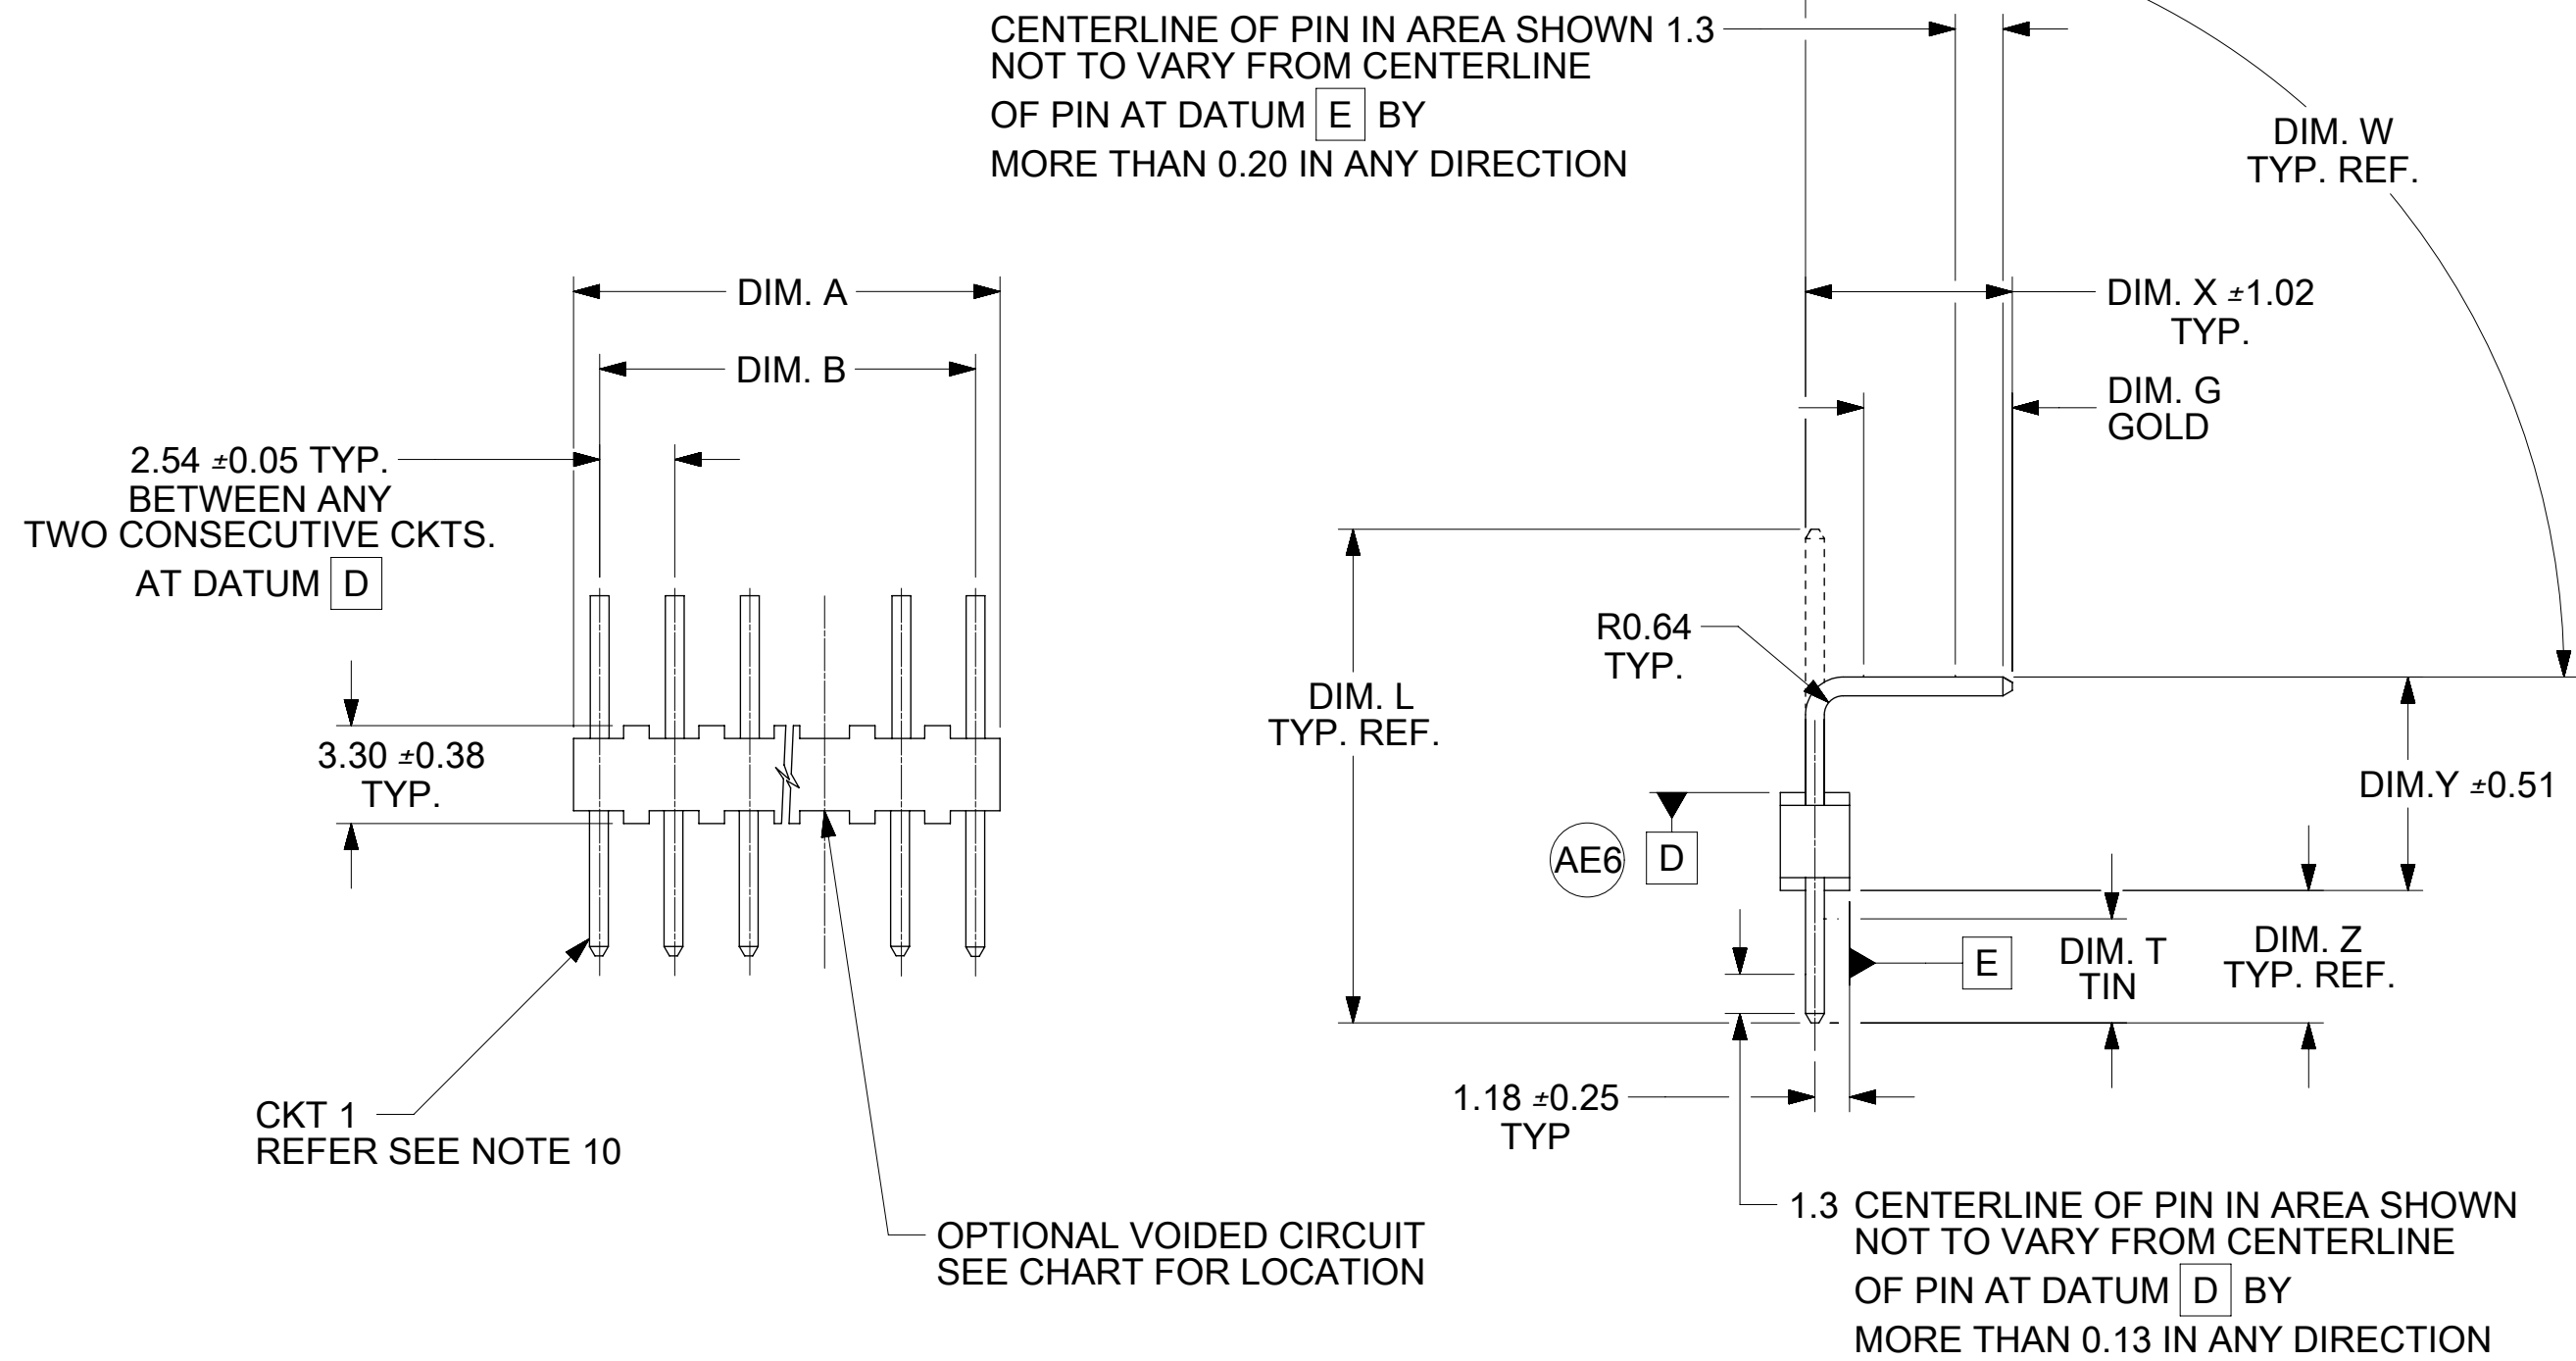 CENTERLINE OF PIN IN AREA SHOWN 1.3
NOT TO VARY FROM CENTERLINE
OF PIN AT DATUM E BY
MORE THAN 0.20 IN ANY DIRECTION
DIM. W
TYP. REF.
DIM. A
DIM. X ±1.02
TYP.
DIM. B
DIM. G
GOLD
2.54 ±0.05 TYP.
BETWEEN ANY
TWO CONSECUTIVE CKTS.
AT DATUM D
R0.64
TYP.
DIM. L
TYP. REF.
3.30 ±0.38
TYP.
DIM.Y ±0.51
AE6
D
E
DIM. T
TIN
DIM. Z
TYP. REF.
1.18 ±0.25
TYP
CKT 1
REFER SEE NOTE 10
OPTIONAL VOIDED CIRCUIT
SEE CHART FOR LOCATION
1.3 CENTERLINE OF PIN IN AREA SHOWN
NOT TO VARY FROM CENTERLINE
OF PIN AT DATUM D BY
MORE THAN 0.13 IN ANY DIRECTION